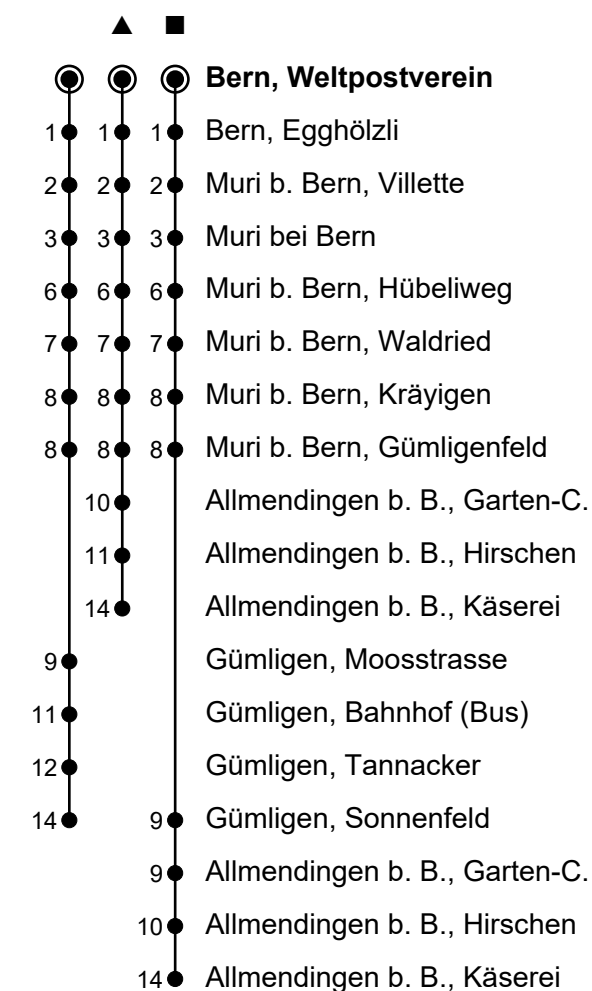 ▲ ■
Bern, Weltpostverein
1 1 1 Bern, Egghölzli
2 2 2 Muri b. Bern, Villette
3 3 3 Muri bei Bern
6 6 6 Muri b. Bern, Hübeliweg
7 7 7 Muri b. Bern, Waldried
8 8 8 Muri b. Bern, Kräyigen
8 8 8 Muri b. Bern, Gümligenfeld
10 Allmendingen b. B., Garten-C.
11 Allmendingen b. B., Hirschen
14 Allmendingen b. B., Käserei
9 Gümligen, Moosstrasse
11 Gümligen, Bahnhof (Bus)
12 Gümligen, Tannacker
14 9 Gümligen, Sonnenfeld
9 Allmendingen b. B., Garten-C.
10 Allmendingen b. B., Hirschen
14 Allmendingen b. B., Käserei